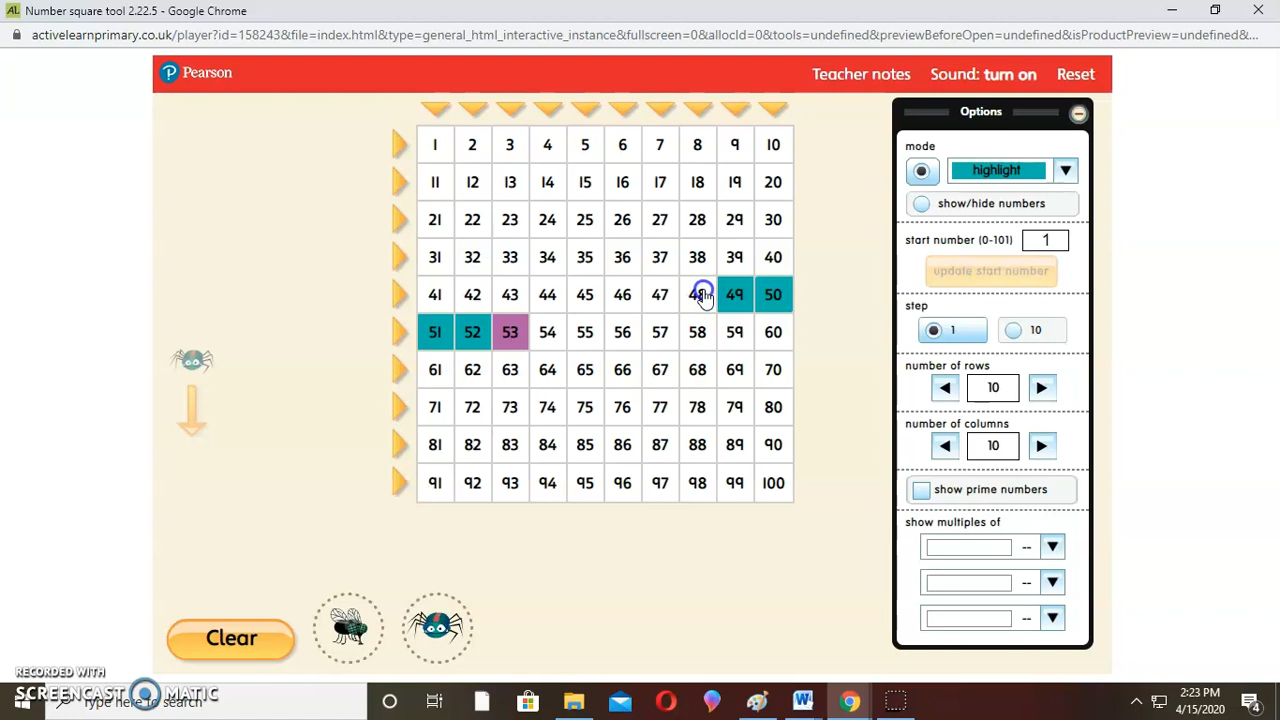 Number square tool 2.22.5 - Google Chrome
activelearnprimary.co.uk/player?id=158243&file=index.html&type=general_html_interactive_instance&fullscreen=0&allocId=0&tools=undefined&previewBeforeOpen=undefined&isProductPreview=undefined&...
Pearson Teacher notes Sound: turn on Reset
Options
1 2 3 4 5 6 7 8 9 10
11 12 13 14 15 16 17 18 19 20
21 22 23 24 25 26 27 28 29 30
31 32 33 34 35 36 37 38 39 40
41 42 43 44 45 46 47 48 49 50
51 52 53 54 55 56 57 58 59 60
61 62 63 64 65 66 67 68 69 70
71 72 73 74 75 76 77 78 79 80
81 82 83 84 85 86 87 88 89 90
91 92 93 94 95 96 97 98 99 100
mode
highlight
show/hide numbers
start number (0-101) 1
update start number
step
1 10
number of rows
10
number of columns
10
show prime numbers
show multiples of
--
--
--
Clear
RECORDED WITH
SCREENCAST MATIC
Type here to search
2:23 PM
4/15/2020
4